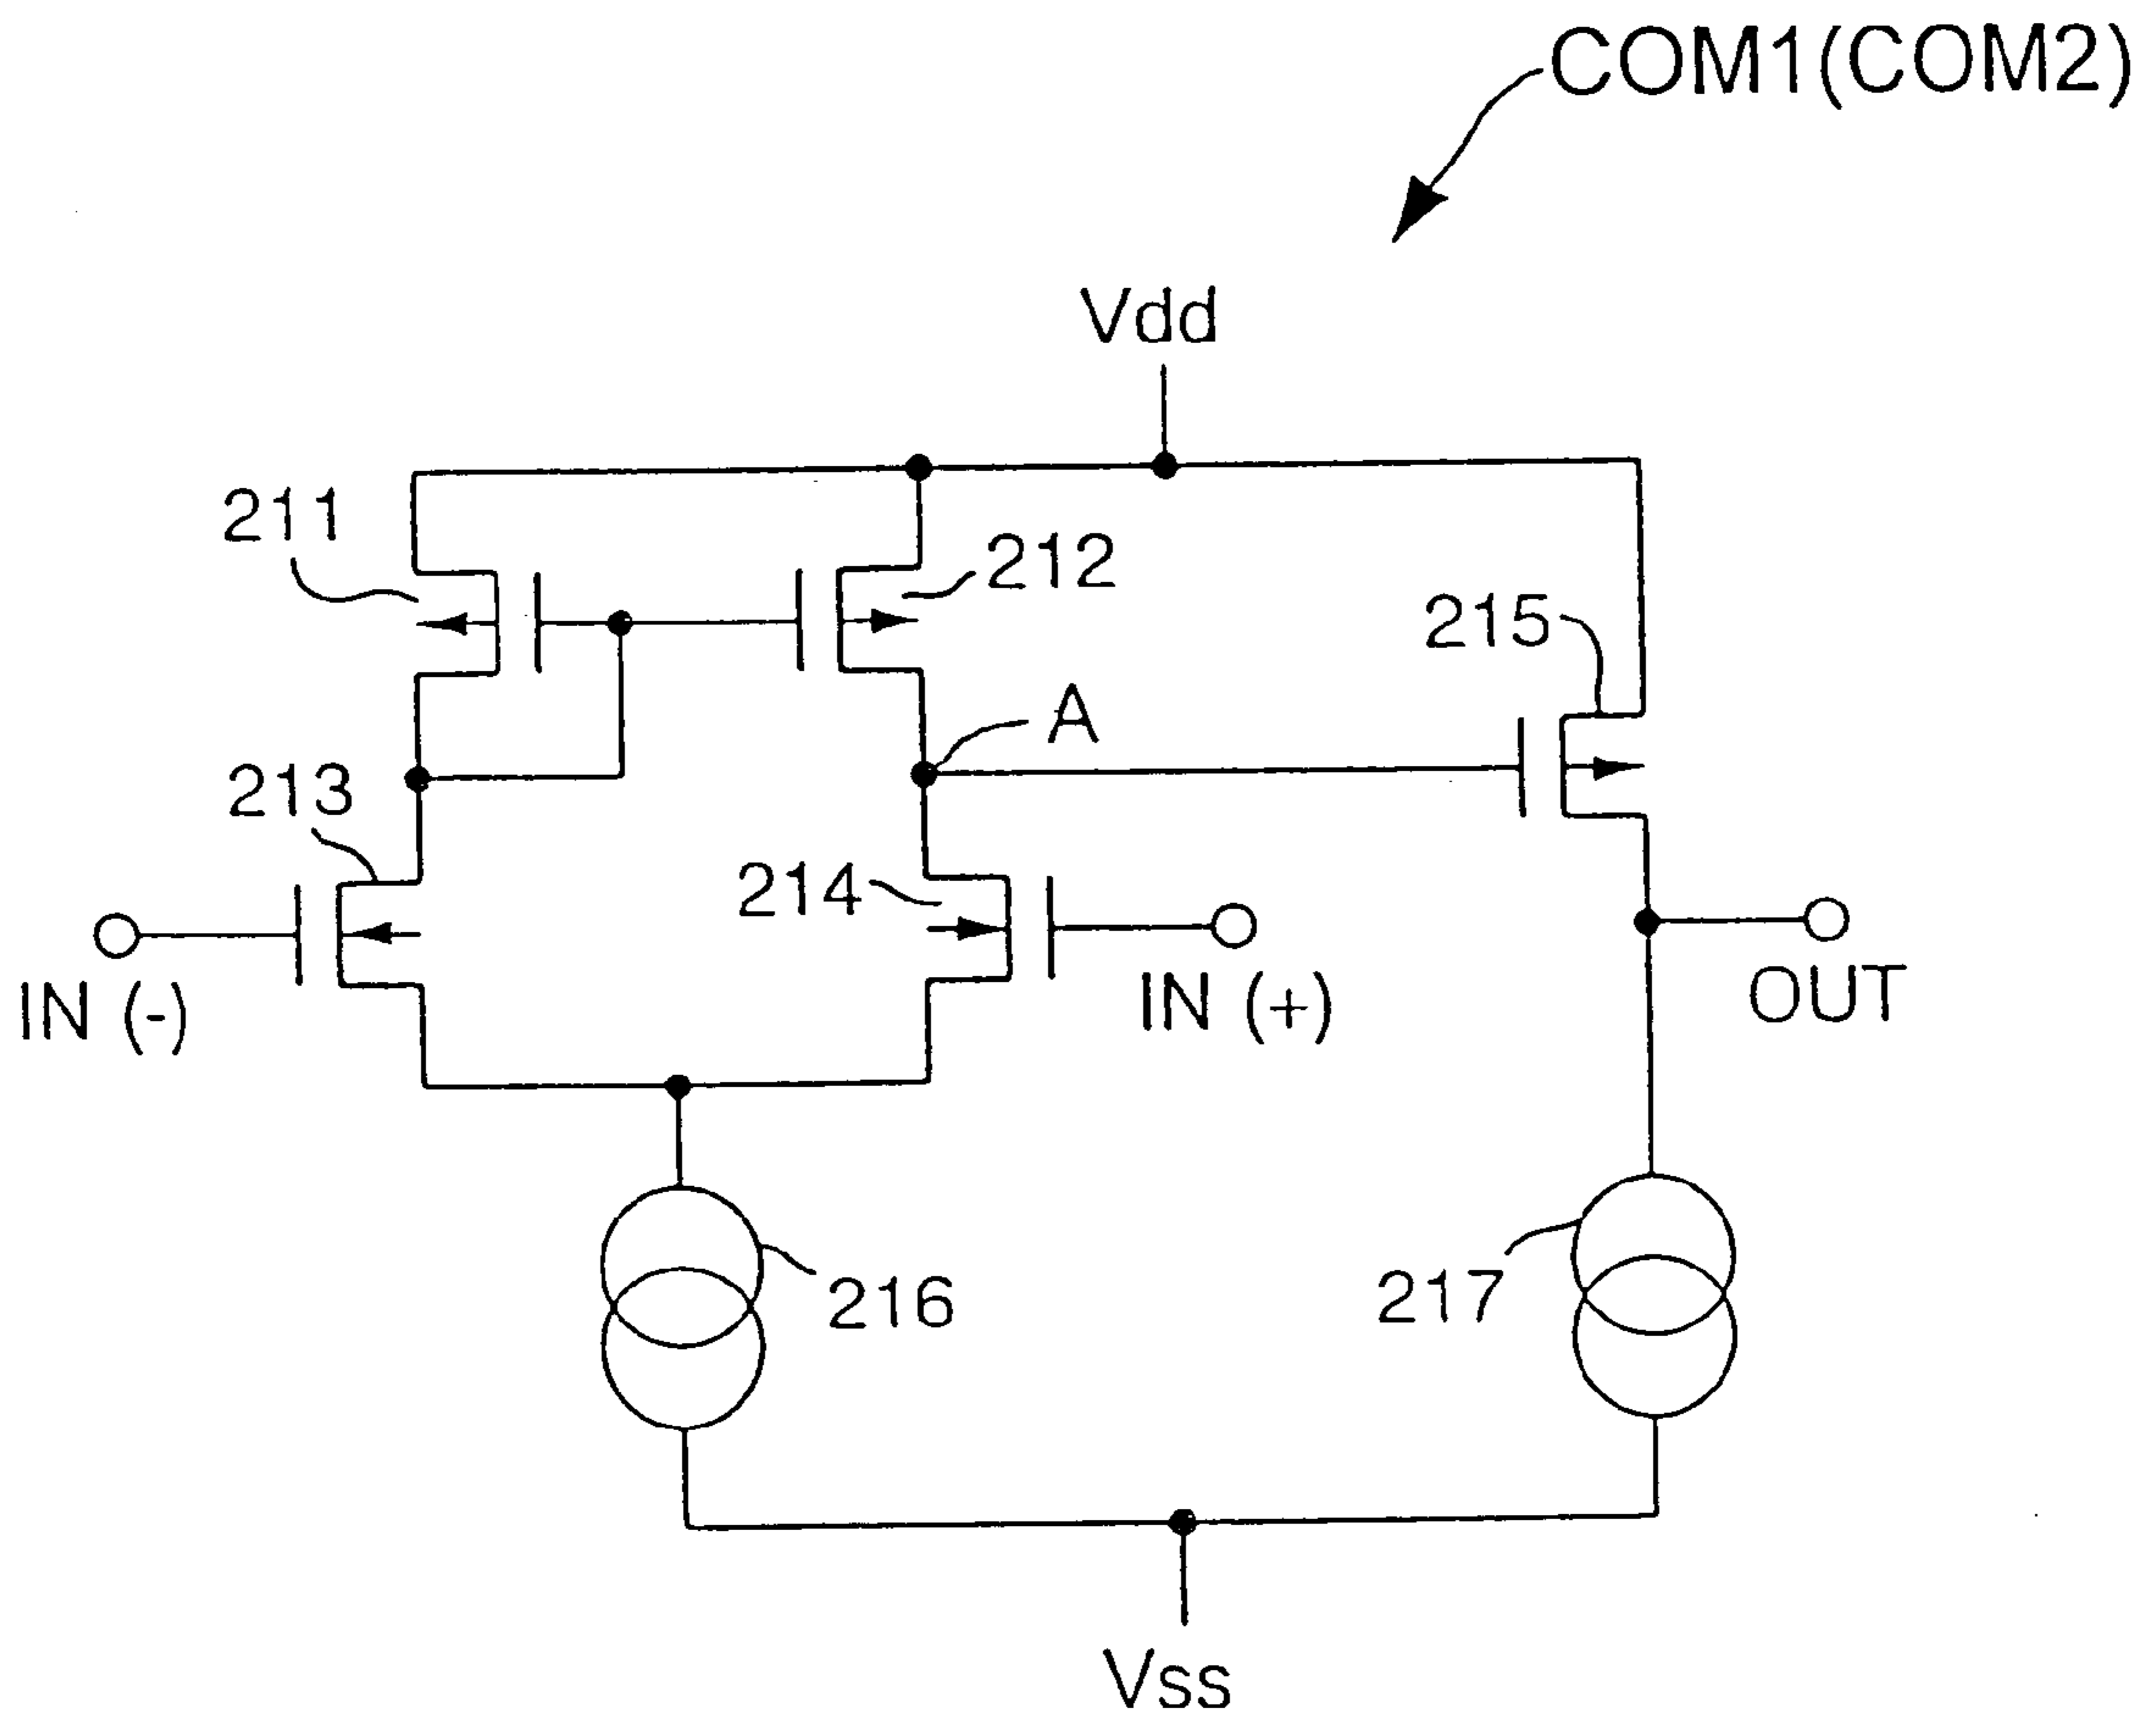 COM1(COM2)
Vdd
211
212
215
A
213
214
IN (-)
IN (+)
OUT
216
217
Vss